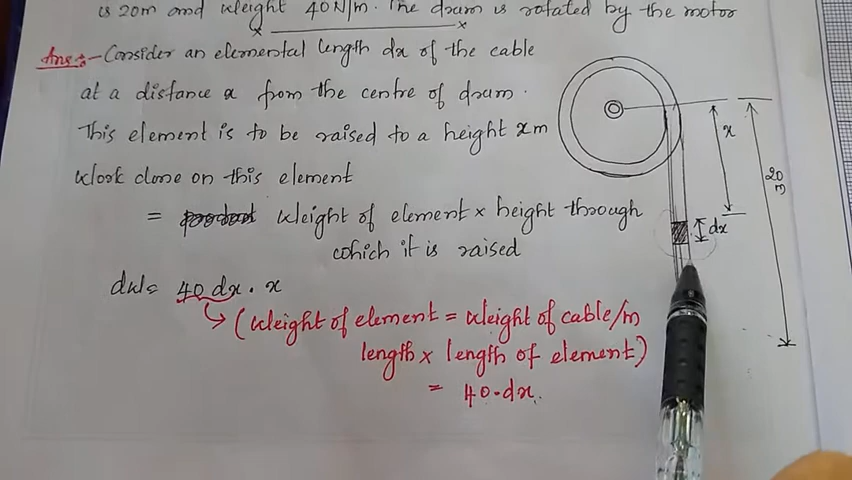 is 20m and weight 40N/m. The drum is rotated by the motor
Ans:- Consider an elemental length dx of the cable
at a distance x from the centre of drum.
This element is to be raised to a height x m
Work done on this element
= weight of element × height through
which it is raised
dw = 40 dx . x
(weight of element = weight of cable/m
length × length of element)
= 40.dx.
x
20m
dx